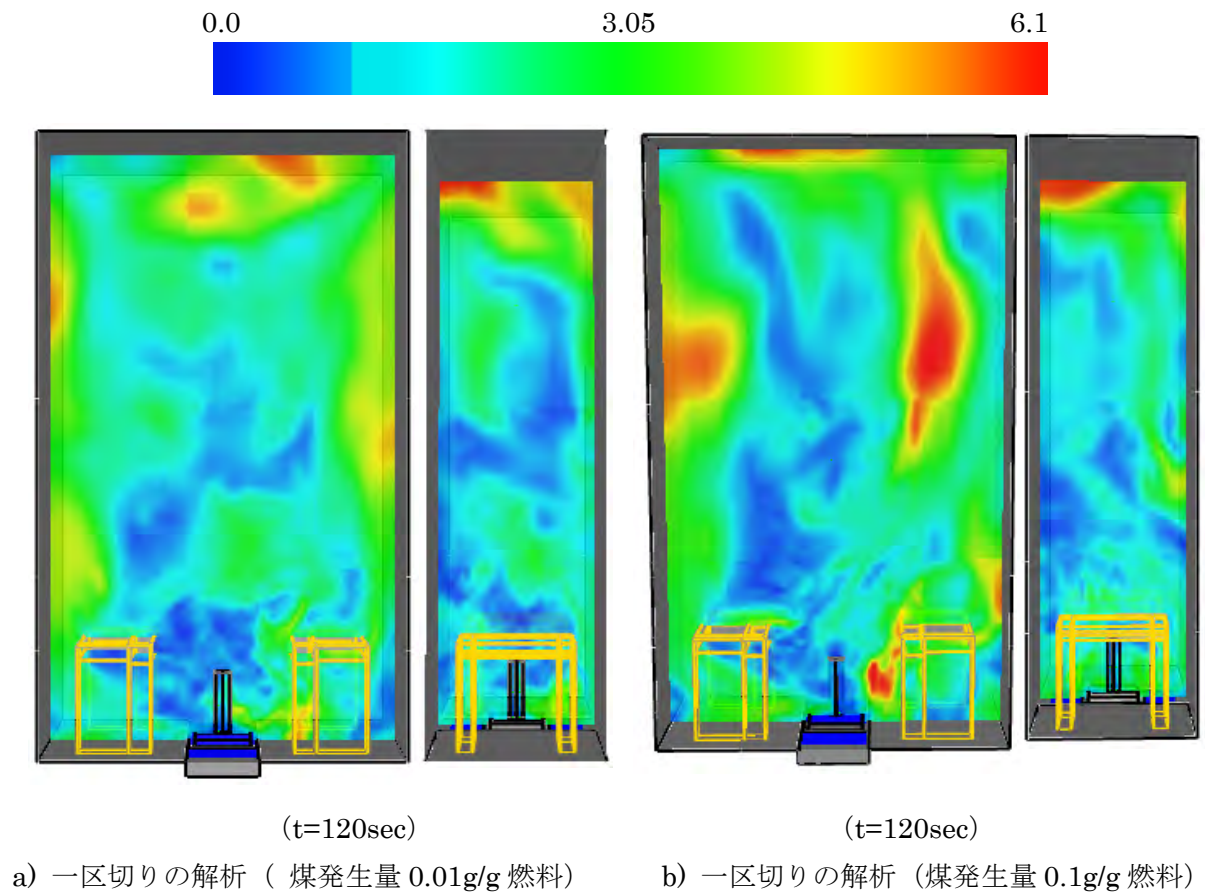 0.0 3.05 6.1
(t=120sec) (t=120sec)
a) 一区切りの解析( 煤発生量 0.01g/g 燃料) b) 一区切りの解析(煤発生量 0.1g/g 燃料)